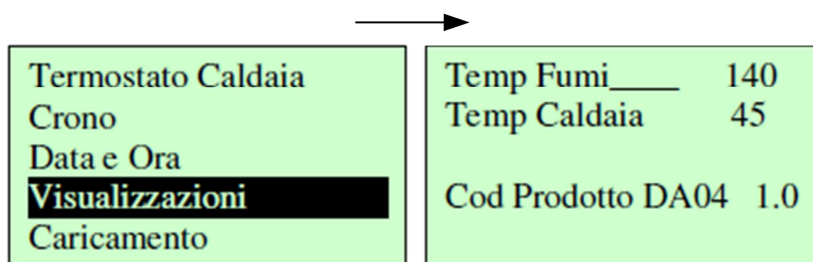 Termostato Caldaia
Crono
Data e Ora
Visualizzazioni
Caricamento
Temp Fumi____ 140
Temp Caldaia 45
Cod Prodotto DA04 1.0